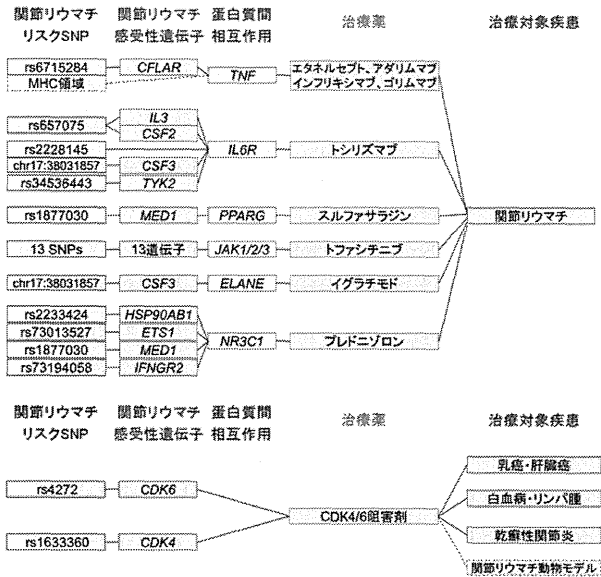 関節リウマチ 関節リウマチ 蛋白質間 治療薬 治療対象疾患
リスクSNP 感受性遺伝子 相互作用
rs6715284 CFLAR TNF エタネルセプト、アダリムマブ
MHC領域 インフリキシマブ、ゴリムマブ
rs657075 IL3
CSF2
rs2228145 IL6R トシリズマブ
chr17:38031857 CSF3
rs34536443 TYK2
rs1877030 MED1 PPARG スルファサラジン 関節リウマチ
13 SNPs 13遺伝子 JAK1/2/3 トファシチニブ
chr17:38031857 CSF3 ELANE イグラチモド
rs2233424 HSP90AB1
rs73013527 ETS1 NR3C1 プレドニゾロン
rs1877030 MED1
rs73194058 IFNGR2
関節リウマチ 関節リウマチ 蛋白質間 治療薬 治療対象疾患
リスクSNP 感受性遺伝子 相互作用
乳癌・肝臓癌
rs4272 CDK6 白血病・リンパ腫
CDK4/6阻害剤
rs1633360 CDK4 乾癬性関節炎
関節リウマチ動物モデル